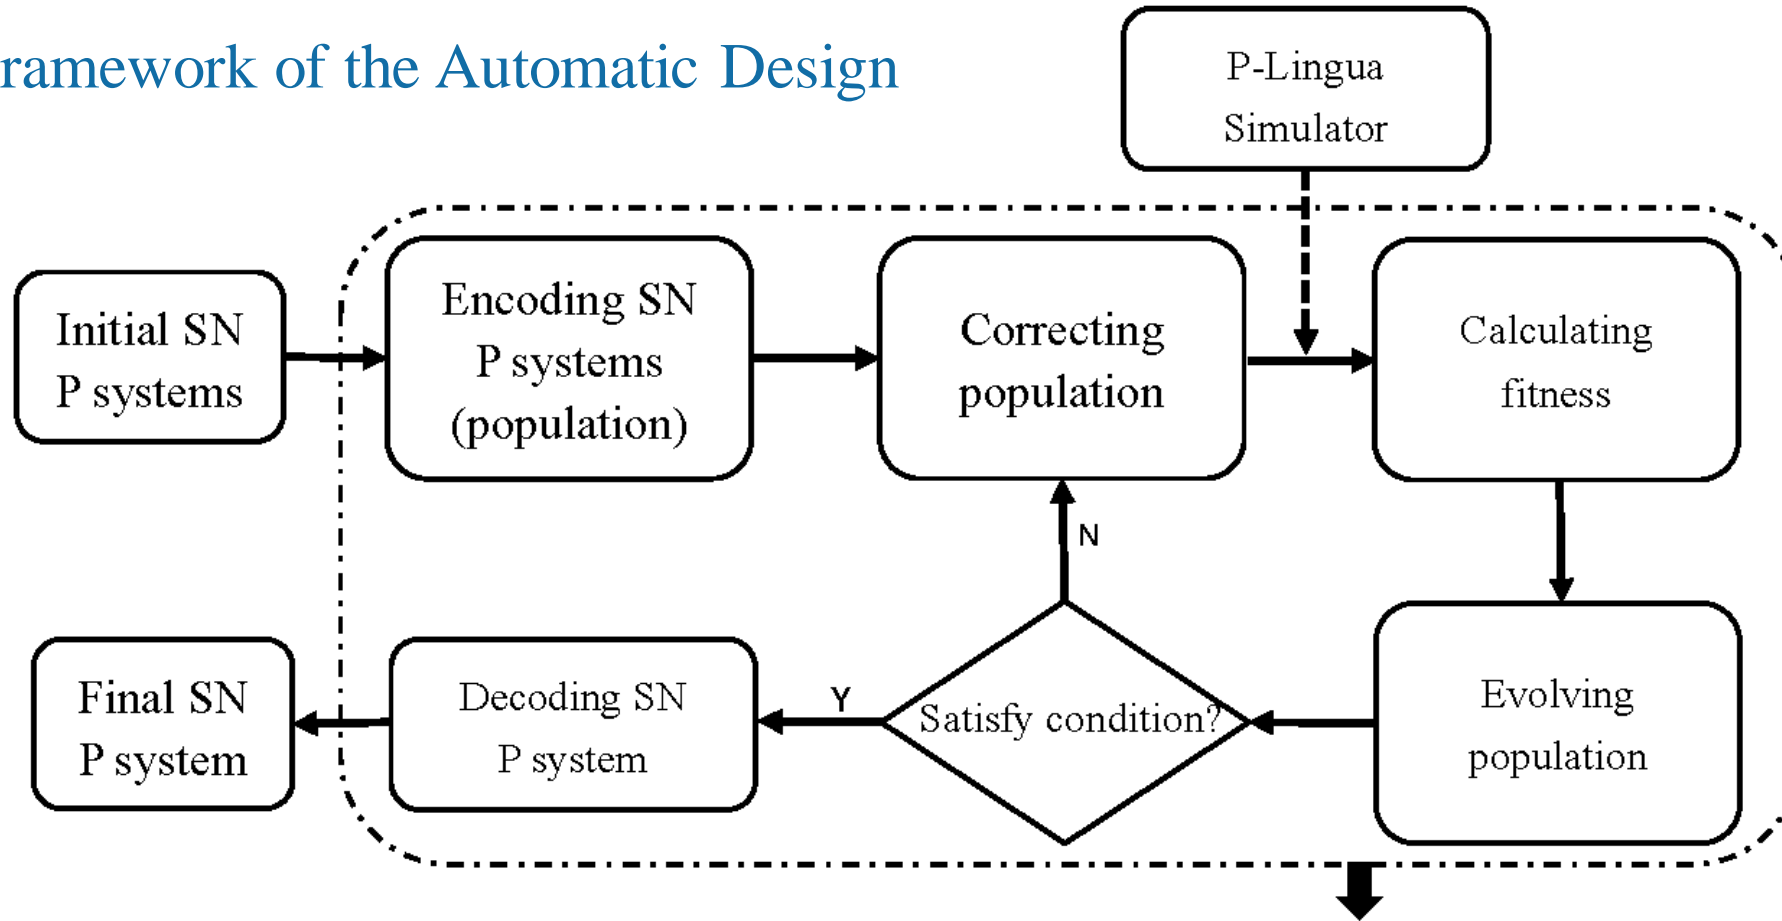 ramework of the Automatic Design
P-Lingua
Simulator
Initial SN
P systems
Encoding SN
P systems
(population)
Correcting
population
Calculating
fitness
N
Final SN
P system
Decoding SN
P system
Y
Satisfy condition?
Evolving
population